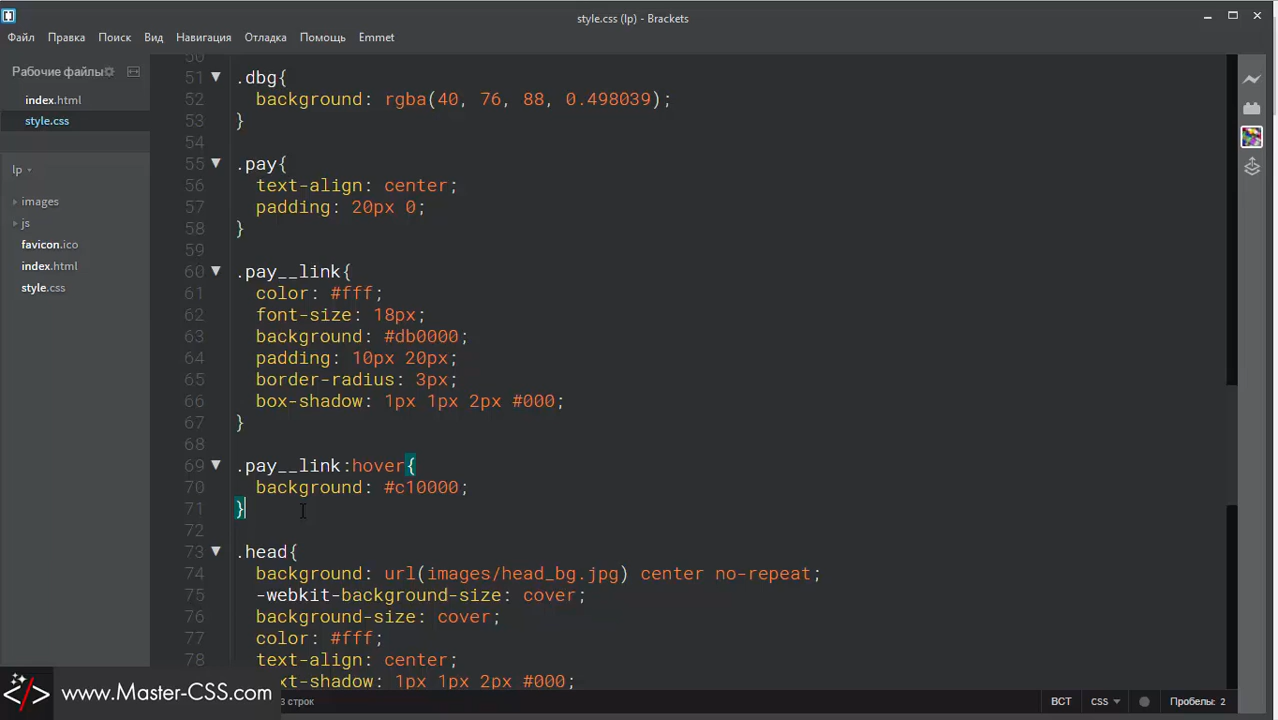 style.css (lp) - Brackets
Файл Правка Поиск Вид Навигация Отладка Помощь Emmet
Рабочие файлы
index.html
style.css
lp
images
js
favicon.ico
index.html
style.css
50
51 .dbg{
52 background: rgba(40, 76, 88, 0.498039);
53 }
54
55 .pay{
56 text-align: center;
57 padding: 20px 0;
58 }
59
60 .pay__link{
61 color: #fff;
62 font-size: 18px;
63 background: #db0000;
64 padding: 10px 20px;
65 border-radius: 3px;
66 box-shadow: 1px 1px 2px #000;
67 }
68
69 .pay__link:hover{
70 background: #c10000;
71 }
72
73 .head{
74 background: url(images/head_bg.jpg) center no-repeat;
75 -webkit-background-size: cover;
76 background-size: cover;
77 color: #fff;
78 text-align: center;
text-shadow: 1px 1px 2px #000;
www.Master-CSS.com
3 строк
ВСТ CSS Пробелы: 2